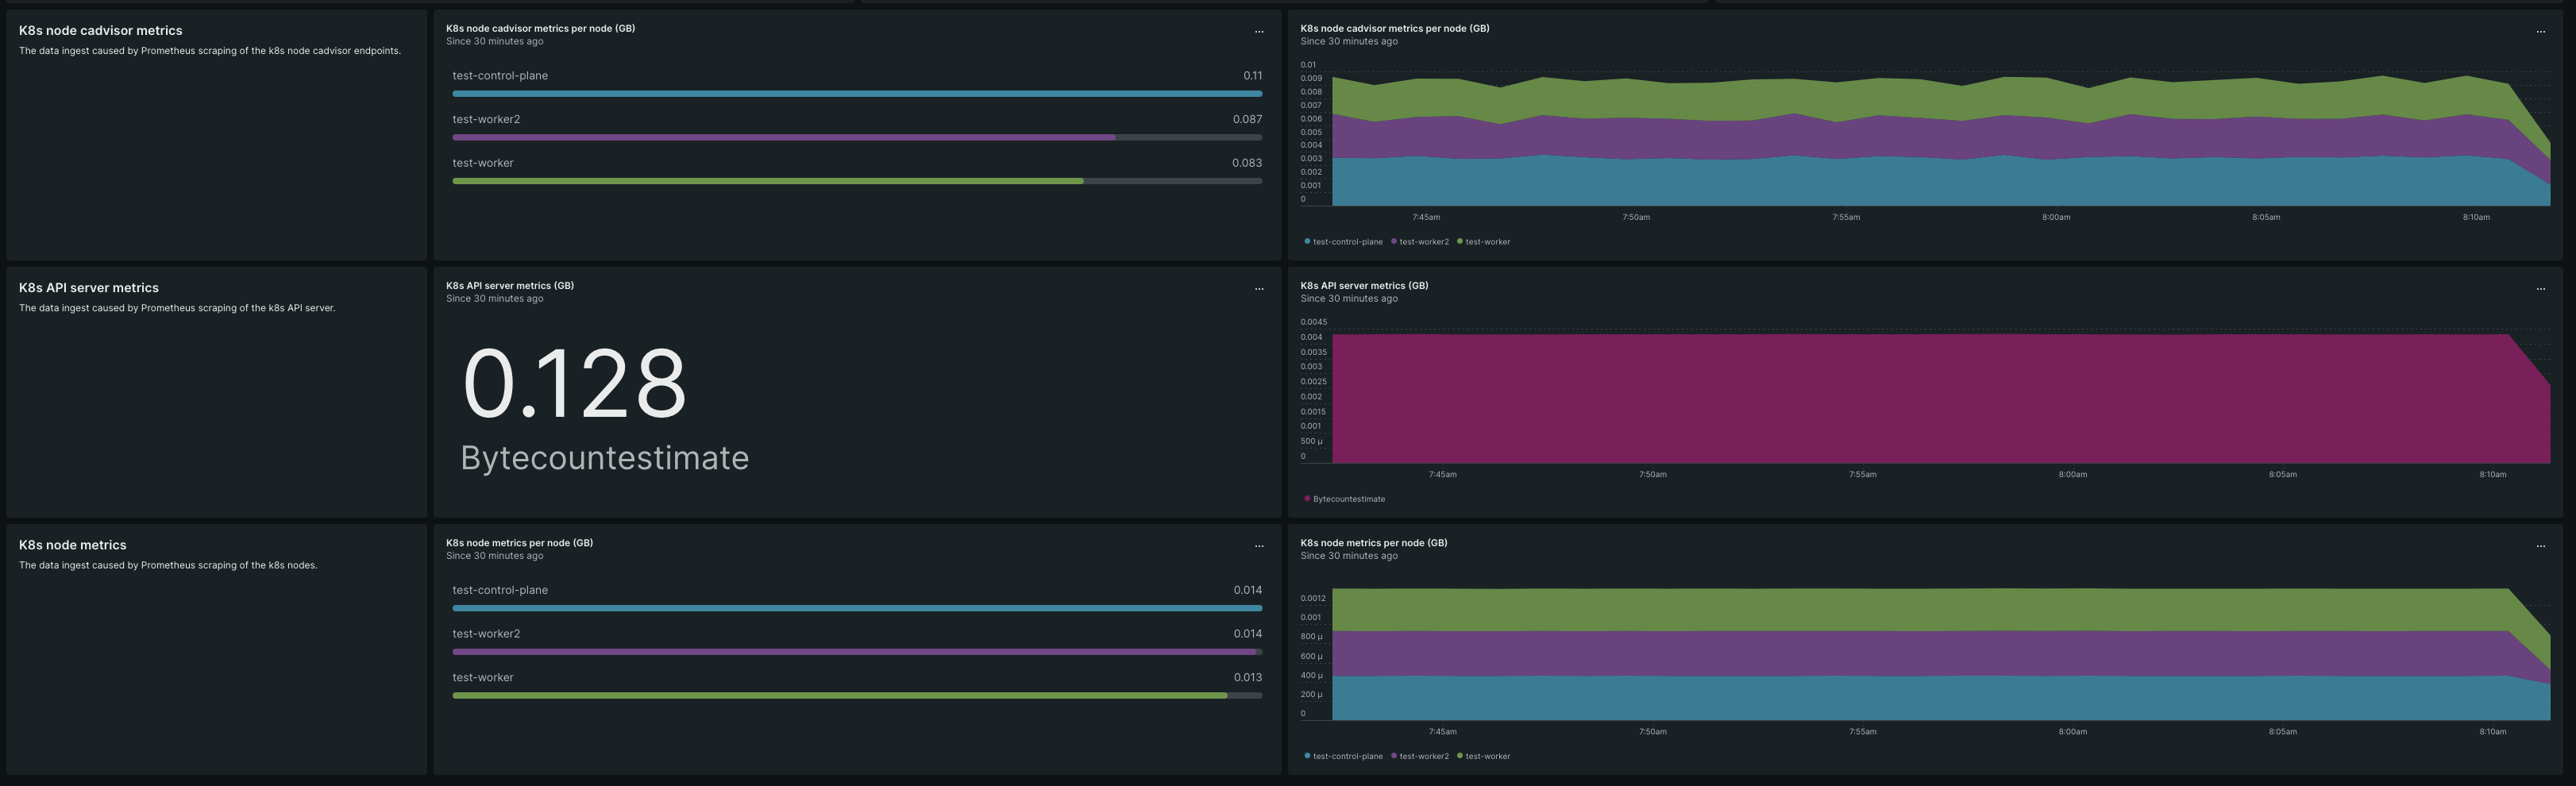 K8s node cadvisor metrics
The data ingest caused by Prometheus scraping of the k8s node cadvisor endpoints.
K8s node cadvisor metrics per node (GB)
Since 30 minutes ago
...
test-control-plane 0.11
test-worker2 0.087
test-worker 0.083
K8s node cadvisor metrics per node (GB)
Since 30 minutes ago
...
0.01
0.009
0.008
0.007
0.006
0.005
0.004
0.003
0.002
0.001
0
7:45am 7:50am 7:55am 8:00am 8:05am 8:10am
test-control-plane test-worker2 test-worker
K8s API server metrics
The data ingest caused by Prometheus scraping of the k8s API server.
K8s API server metrics (GB)
Since 30 minutes ago
...
0.128
Bytecountestimate
K8s API server metrics (GB)
Since 30 minutes ago
...
0.0045
0.004
0.0035
0.003
0.0025
0.002
0.0015
0.001
500 µ
0
7:45am 7:50am 7:55am 8:00am 8:05am 8:10am
Bytecountestimate
K8s node metrics
The data ingest caused by Prometheus scraping of the k8s nodes.
K8s node metrics per node (GB)
Since 30 minutes ago
...
test-control-plane 0.014
test-worker2 0.014
test-worker 0.013
K8s node metrics per node (GB)
Since 30 minutes ago
...
0.0012
0.001
800 µ
600 µ
400 µ
200 µ
0
7:45am 7:50am 7:55am 8:00am 8:05am 8:10am
test-control-plane test-worker2 test-worker